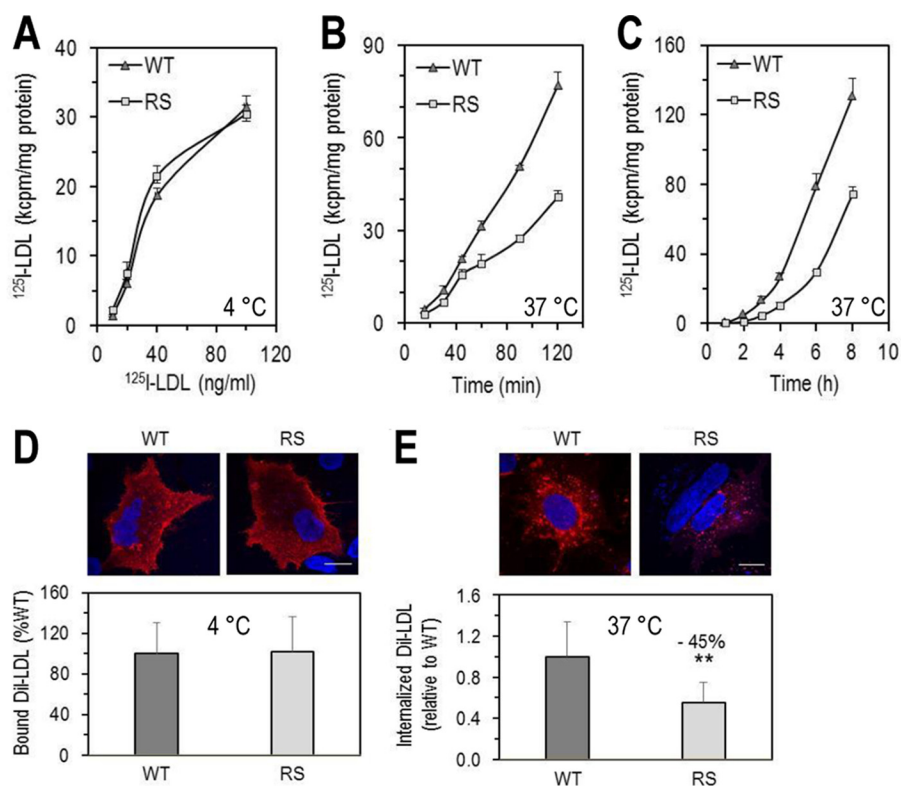 A
¹²⁵I-LDL (kcpm/mg protein)
40
30
20
10
0
WT
RS
4 °C
0 40 80 120
¹²⁵I-LDL (ng/ml)
B
¹²⁵I-LDL (kcpm/mg protein)
90
60
30
0
WT
RS
37 °C
0 40 80 120
Time (min)
C
¹²⁵I-LDL (kcpm/mg protein)
160
120
80
40
0
WT
RS
37 °C
0 2 4 6 8 10
Time (h)
D
WT RS
Bound DiI-LDL (%WT)
160
120
80
40
0
4 °C
WT RS
E
WT RS
Internalized DiI-LDL
(relative to WT)
1.6
1.2
0.8
0.4
0.0
37 °C
- 45%
**
WT RS